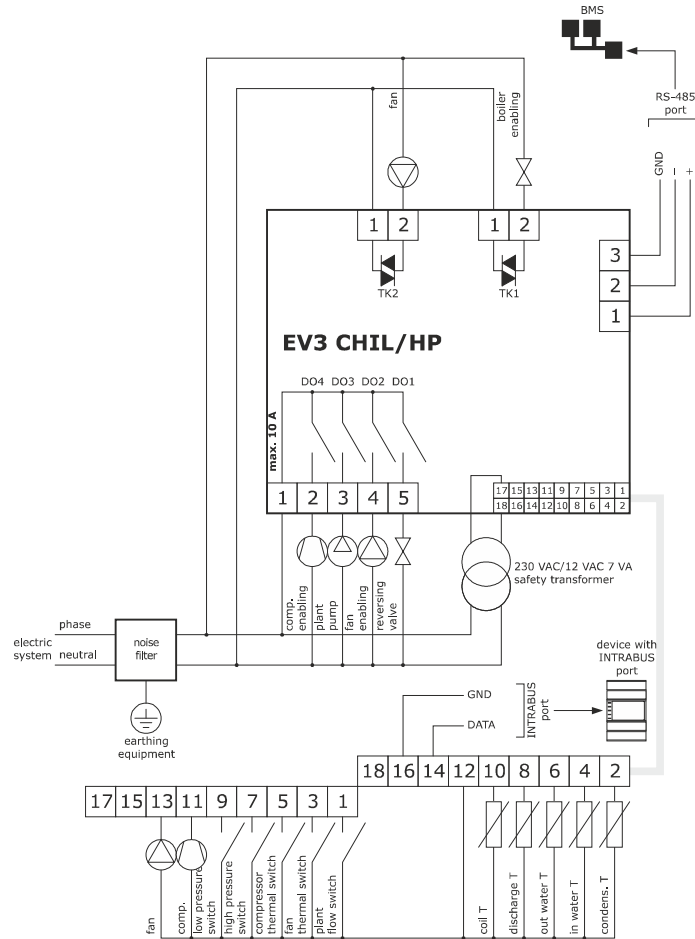 BMS
RS-485
port
fan
boiler
enabling
GND
–
+
1 2
1 2
TK2
TK1
3
2
1
EV3 CHIL/HP
DO4 DO3 DO2 DO1
max. 10 A
1 2 3 4 5
17 15 13 11 9 7 5 3 1
18 16 14 12 10 8 6 4 2
230 VAC/12 VAC 7 VA
safety transformer
comp.
enabling
plant
pump
fan
enabling
reversing
valve
phase
electric
system
neutral
noise
filter
earthing
equipment
device with
INTRABUS
port
GND
DATA
INTRABUS
port
18 16 14 12 10 8 6 4 2
17 15 13 11 9 7 5 3 1
fan
comp.
low pressure
switch
high pressure
switch
compressor
thermal switch
fan
thermal switch
plant
flow switch
coil T
discharge T
out water T
in water T
condens. T